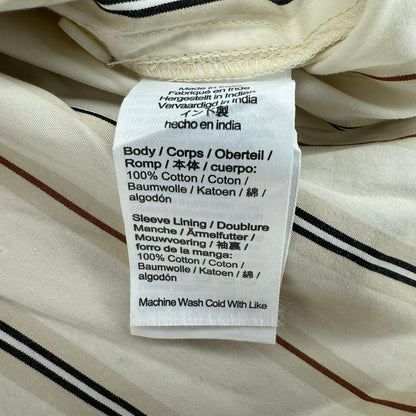 Made in India
Fabriqué en Inde
Hergestellt in Indien
Vervaardigd in India
インド製
hecho en india
Body / Corps / Oberteil /
Romp / 本体 / cuerpo:
100% Cotton / Coton /
Baumwolle / Katoen / 綿 /
algodón
Sleeve Lining / Doublure
Manche / Ärmelfutter /
Mouwvoering / 袖裏 /
forro de la manga:
100% Cotton / Coton /
Baumwolle / Katoen / 綿 /
algodón
Machine Wash Cold With Like